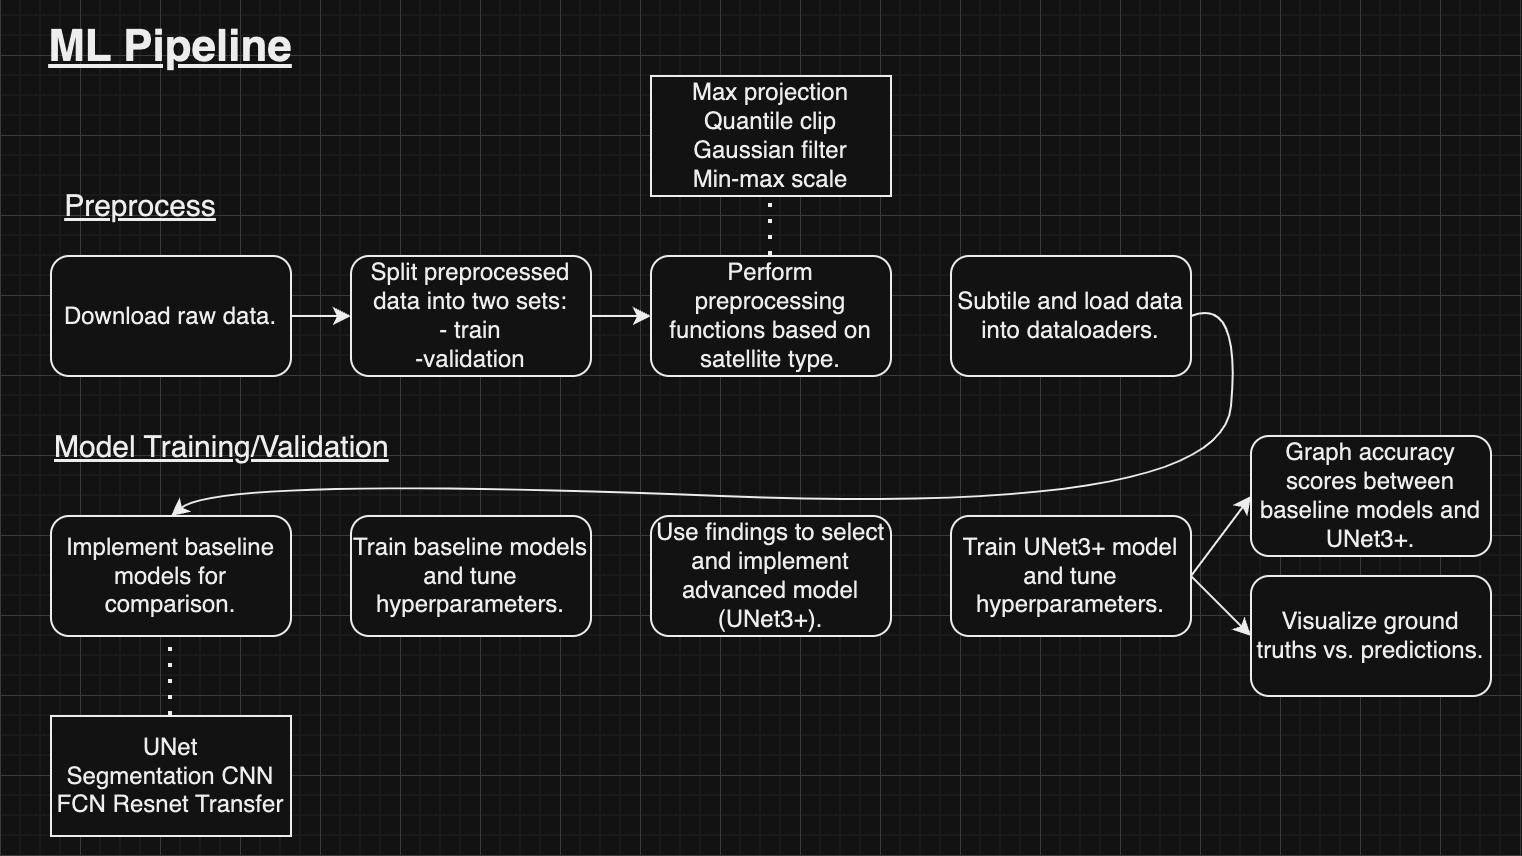 ML Pipeline
Max projection
Quantile clip
Gaussian filter
Min-max scale
Preprocess
Download raw data.
Split preprocessed
data into two sets:
- train
-validation
Perform
preprocessing
functions based on
satellite type.
Subtile and load data
into dataloaders.
Model Training/Validation
Implement baseline
models for
comparison.
Train baseline models
and tune
hyperparameters.
Use findings to select
and implement
advanced model
(UNet3+).
Train UNet3+ model
and tune
hyperparameters.
Graph accuracy
scores between
baseline models and
UNet3+.
Visualize ground
truths vs. predictions.
UNet
Segmentation CNN
FCN Resnet Transfer